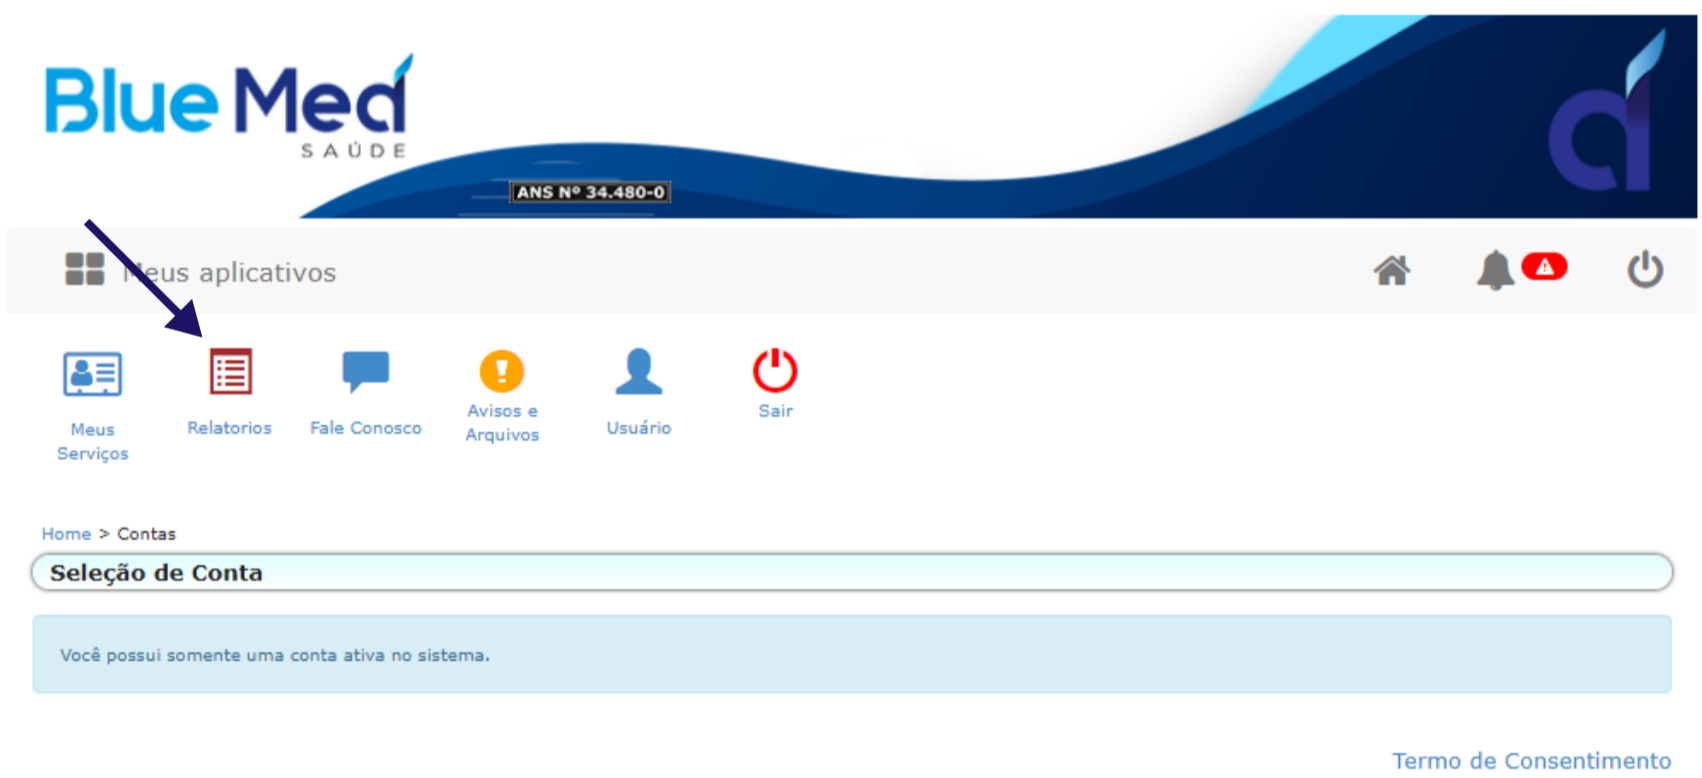 Blue Med
SAÚDE
ANS Nº 34.480-0
Meus aplicativos
Meus
Serviços
Relatorios
Fale Conosco
Avisos e
Arquivos
Usuário
Sair
Home > Contas
Seleção de Conta
Você possui somente uma conta ativa no sistema.
Termo de Consentimento